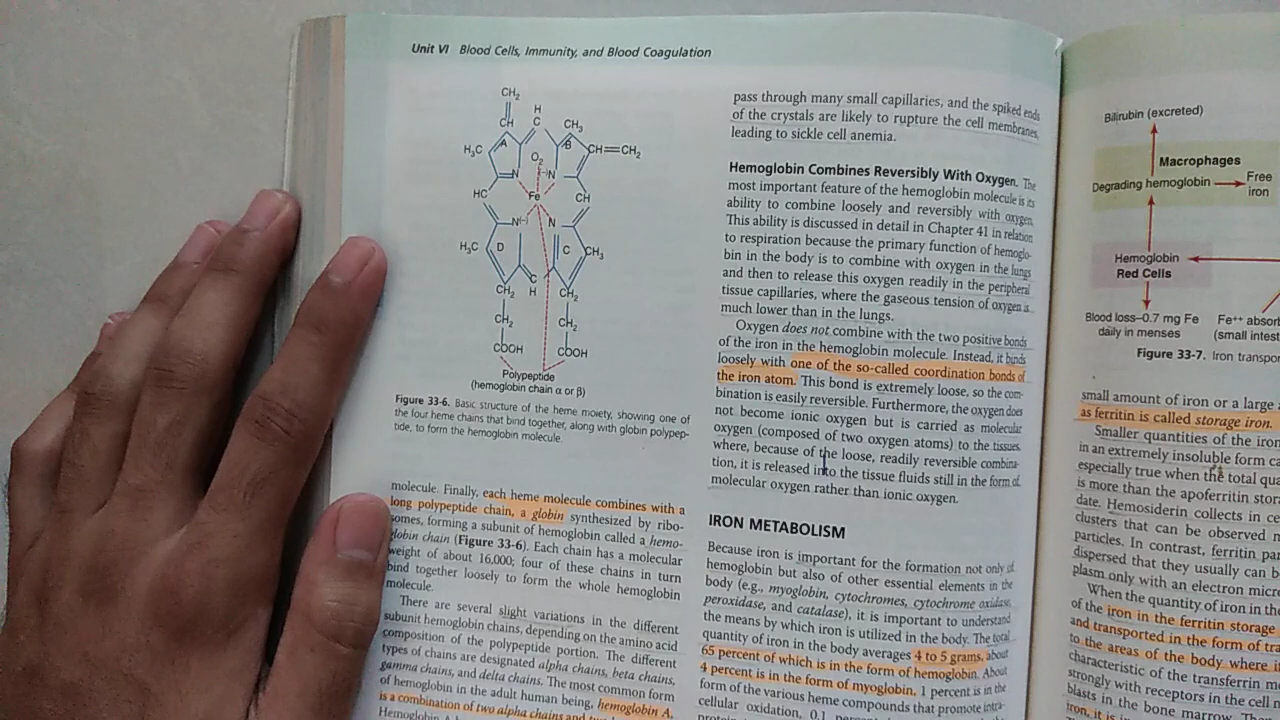 Unit VI Blood Cells, Immunity, and Blood Coagulation
CH₂
CH
H
C
CH₃
H₃C
A
B
CH=CH₂
O₂
N
(–)N
HC
Fe
CH
N(–)
N
H₃C
D
C
CH₃
C
H
CH₂
CH₂
CH₂
CH₂
COOH
COOH
Polypeptide
(hemoglobin chain α or β)
Figure 33-6. Basic structure of the heme moiety, showing one of
the four heme chains that bind together, along with globin polypep-
tide, to form the hemoglobin molecule.
molecule. Finally, each heme molecule combines with a
long polypeptide chain, a globin synthesized by ribo-
somes, forming a subunit of hemoglobin called a hemo-
globin chain (Figure 33-6). Each chain has a molecular
weight of about 16,000; four of these chains in turn
bind together loosely to form the whole hemoglobin
molecule.
There are several slight variations in the different
subunit hemoglobin chains, depending on the amino acid
composition of the polypeptide portion. The different
types of chains are designated alpha chains, beta chains,
gamma chains, and delta chains. The most common form
of hemoglobin in the adult human being, hemoglobin A,
is a combination of two alpha chains and
pass through many small capillaries, and the spiked ends
of the crystals are likely to rupture the cell membranes,
leading to sickle cell anemia.
Hemoglobin Combines Reversibly With Oxygen. The
most important feature of the hemoglobin molecule is its
ability to combine loosely and reversibly with oxygen.
This ability is discussed in detail in Chapter 41 in relation
to respiration because the primary function of hemoglo-
bin in the body is to combine with oxygen in the lungs
and then to release this oxygen readily in the peripheral
tissue capillaries, where the gaseous tension of oxygen is
much lower than in the lungs.
Oxygen does not combine with the two positive bonds
of the iron in the hemoglobin molecule. Instead, it binds
loosely with one of the so-called coordination bonds of
the iron atom. This bond is extremely loose, so the com-
bination is easily reversible. Furthermore, the oxygen does
not become ionic oxygen but is carried as molecular
oxygen (composed of two oxygen atoms) to the tissues,
where, because of the loose, readily reversible combina-
tion, it is released into the tissue fluids still in the form of
molecular oxygen rather than ionic oxygen.
IRON METABOLISM
Because iron is important for the formation not only of
hemoglobin but also of other essential elements in the
body (e.g., myoglobin, cytochromes, cytochrome oxidase,
peroxidase, and catalase), it is important to understand
the means by which iron is utilized in the body. The total
quantity of iron in the body averages 4 to 5 grams, about
65 percent of which is in the form of hemoglobin. About
4 percent is in the form of myoglobin, 1 percent is in the
form of the various heme compounds that promote intra-
cellular oxidation, 0.1
Bilirubin (excreted)
Macrophages
Degrading hemoglobin
Free
iron
Hemoglobin
Red Cells
Blood loss–0.7 mg Fe
daily in menses
Fe++
(small
Figure 33-7. Iron
small amount of iron or a large
as ferritin is called storage iron.
Smaller quantities of the iron
in an extremely insoluble form
especially true when the total
is more than the apoferritin
date. Hemosiderin collects in
clusters that can be observed
particles. In contrast, ferritin
dispersed that they usually can
plasm only with an electron
When the quantity of iron in the
of the iron in the ferritin storage
and transported in the form of
to the areas of the body where
characteristic of the transferrin
strongly with receptors in the cell
blasts in the bone marrow.
iron, it is